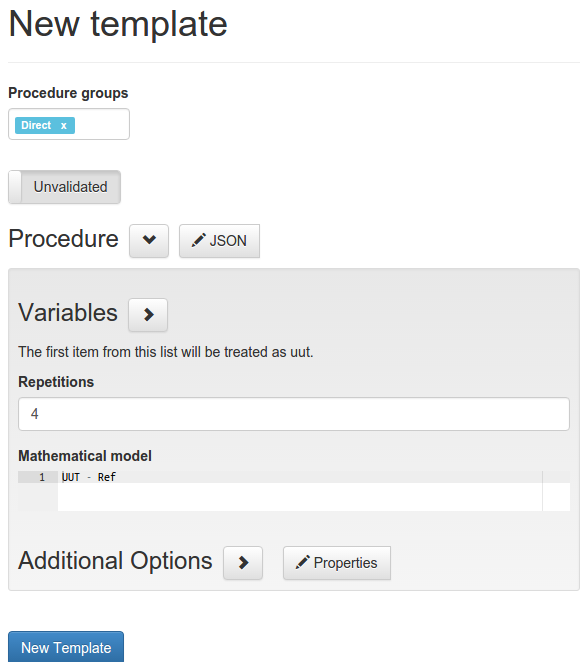 New template
Procedure groups
Direct x
Unvalidated
Procedure JSON
Variables
The first item from this list will be treated as uut.
Repetitions
4
Mathematical model
1 UUT - Ref
Additional Options Properties
New Template